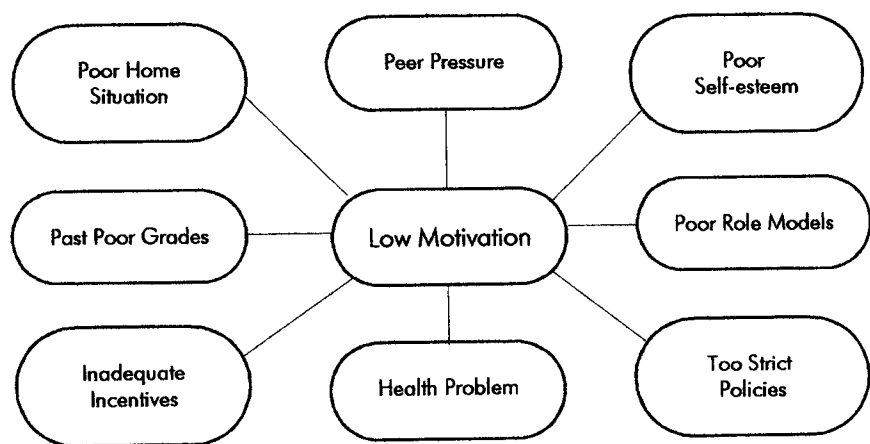 Poor Home
Situation
Peer Pressure
Poor
Self-esteem
Past Poor Grades
Low Motivation
Poor Role Models
Inadequate
Incentives
Health Problem
Too Strict
Policies